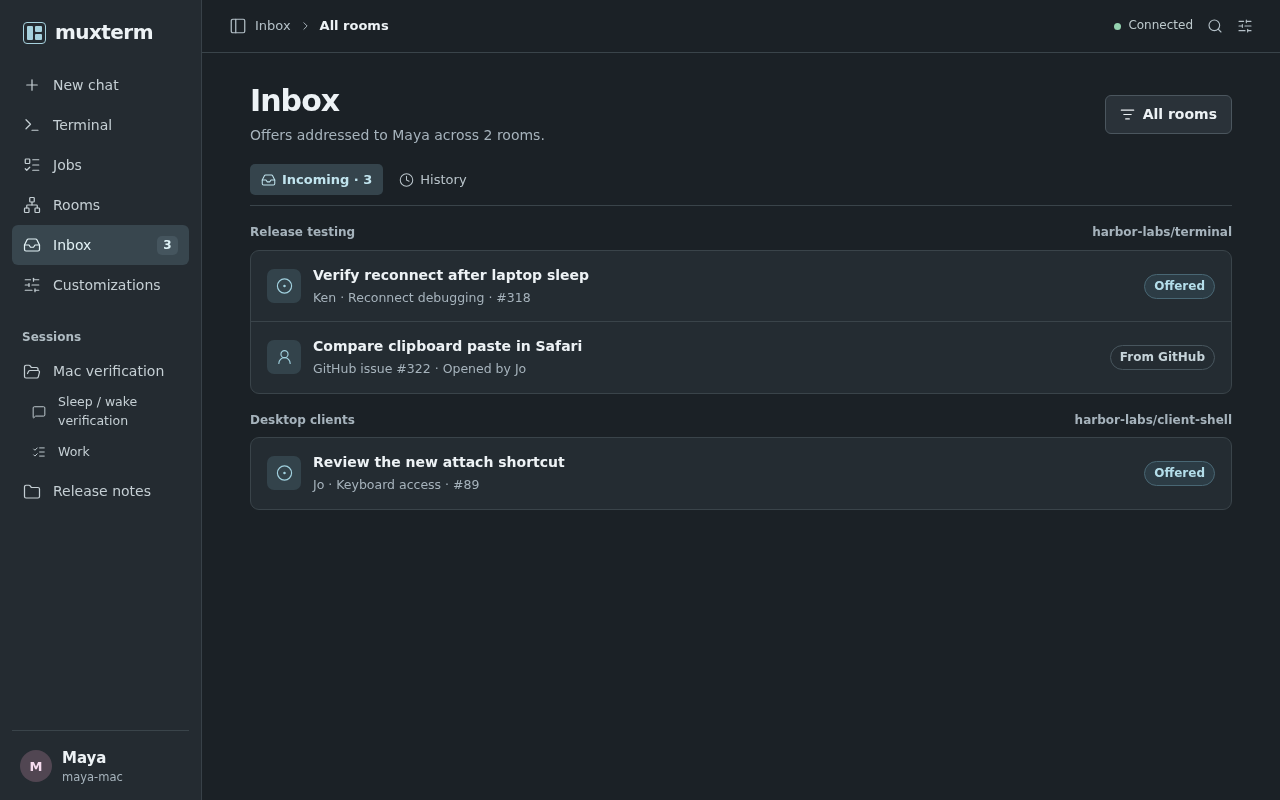 muxterm
New chat
Terminal
Jobs
Rooms
Inbox 3
Customizations
Sessions
Mac verification
Sleep / wake
verification
Work
Release notes
M
Maya
maya-mac
Inbox All rooms
Connected
Inbox
Offers addressed to Maya across 2 rooms.
All rooms
Incoming · 3
History
Release testing
harbor-labs/terminal
Verify reconnect after laptop sleep
Ken · Reconnect debugging · #318
Offered
Compare clipboard paste in Safari
GitHub issue #322 · Opened by Jo
From GitHub
Desktop clients
harbor-labs/client-shell
Review the new attach shortcut
Jo · Keyboard access · #89
Offered